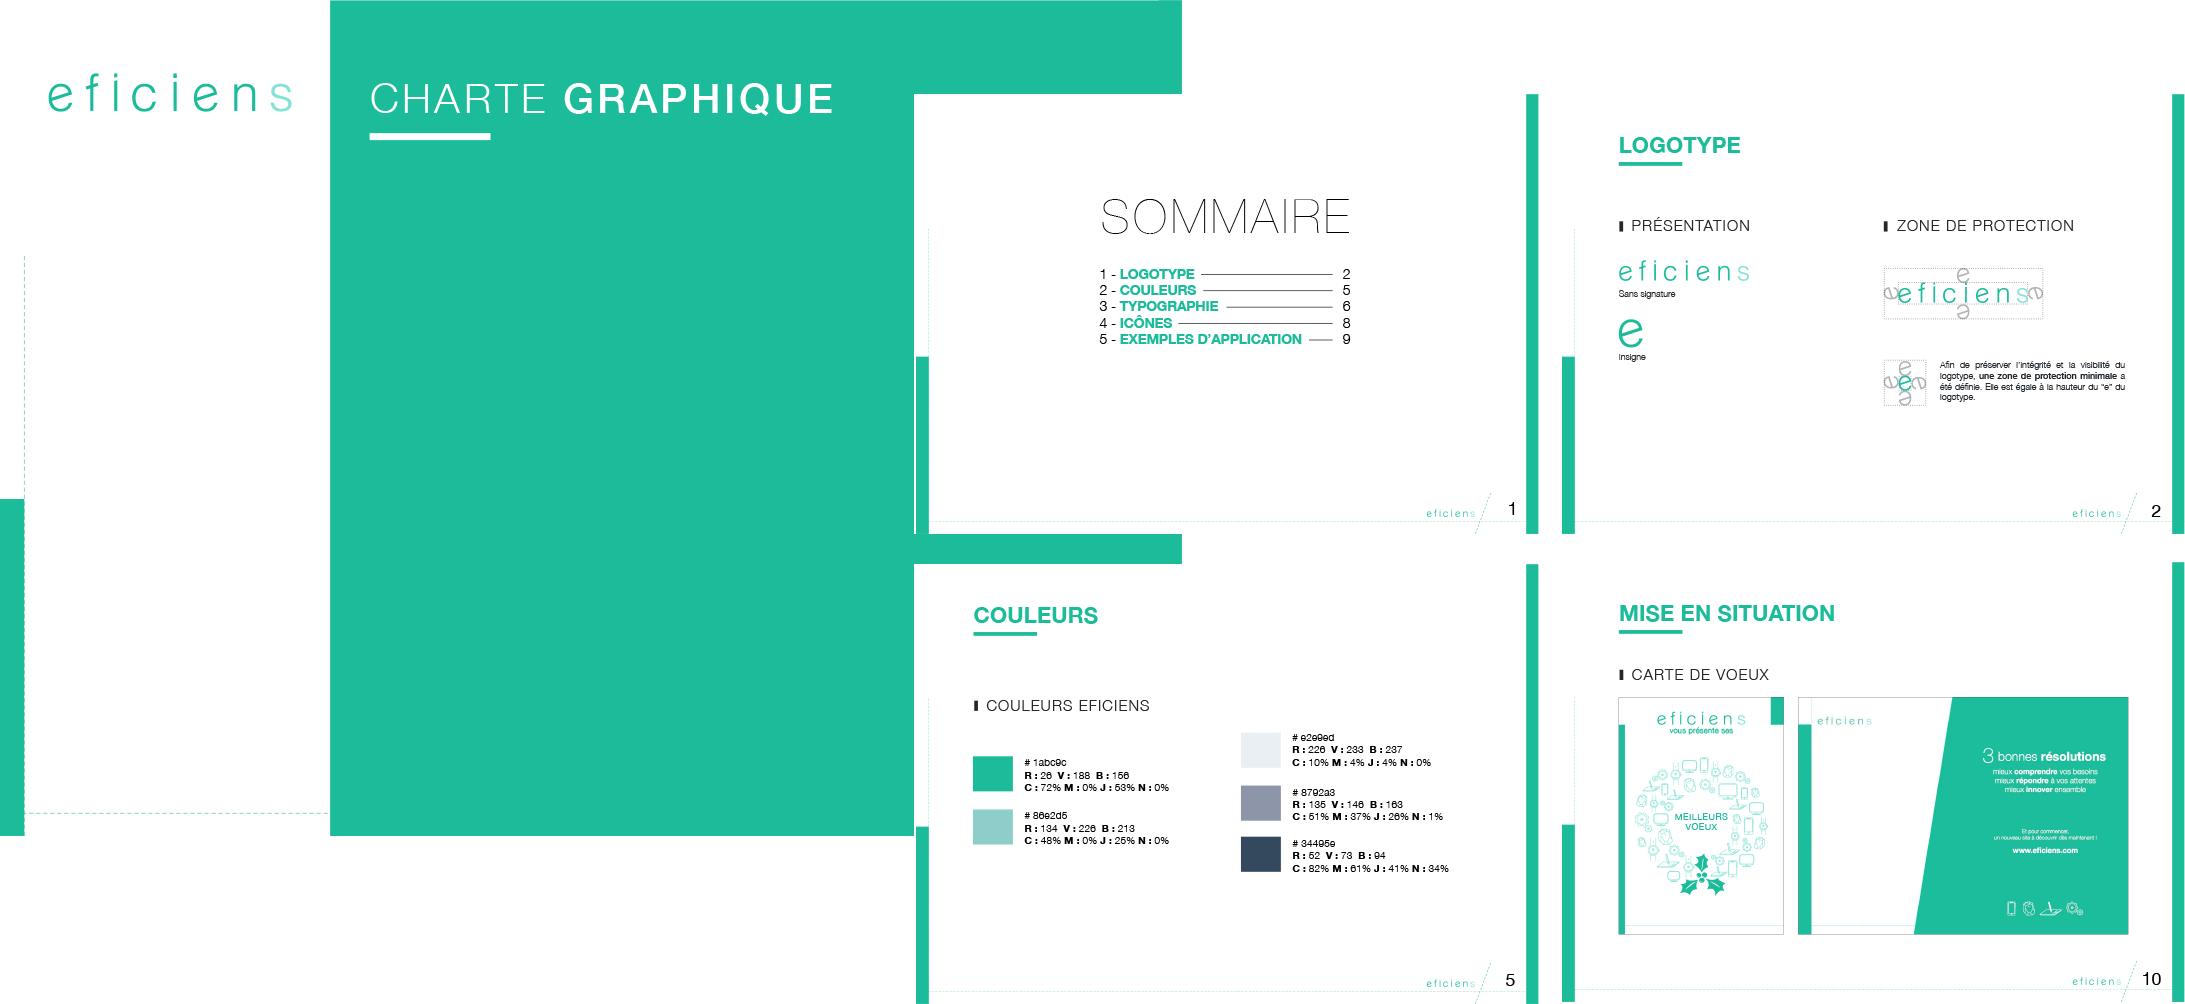 eficiens
CHARTE GRAPHIQUE
SOMMAIRE
1 - LOGOTYPE 2
2 - COULEURS 5
3 - TYPOGRAPHIE 6
4 - ICÔNES 8
5 - EXEMPLES D'APPLICATION 9
eficiens 1
LOGOTYPE
PRÉSENTATION
eficiens
Sans signature
e
Insigne
ZONE DE PROTECTION
e
e eficiens e
e
e
e e e
e
Afin de préserver l'intégrité et la visibilité du
logotype, une zone de protection minimale a
été définie. Elle est égale à la hauteur du "e" du
logotype.
eficiens 2
COULEURS
COULEURS EFICIENS
# 1abc9c
R : 26 V : 188 B : 156
C : 72% M : 0% J : 53% N : 0%
# 86e2d5
R : 134 V : 226 B : 213
C : 48% M : 0% J : 25% N : 0%
# e2e9ed
R : 226 V : 233 B : 237
C : 10% M : 4% J : 4% N : 0%
# 8792a3
R : 135 V : 146 B : 163
C : 51% M : 37% J : 26% N : 1%
# 34495e
R : 52 V : 73 B : 94
C : 82% M : 61% J : 41% N : 34%
eficiens 5
MISE EN SITUATION
CARTE DE VOEUX
eficiens
vous présente ses
MEILLEURS
VOEUX
eficiens
3 bonnes résolutions
mieux comprendre vos besoins
mieux répondre à vos attentes
mieux innover ensemble
Et pour commencer,
un nouveau site à découvrir dès maintenant !
www.eficiens.com
eficiens 10